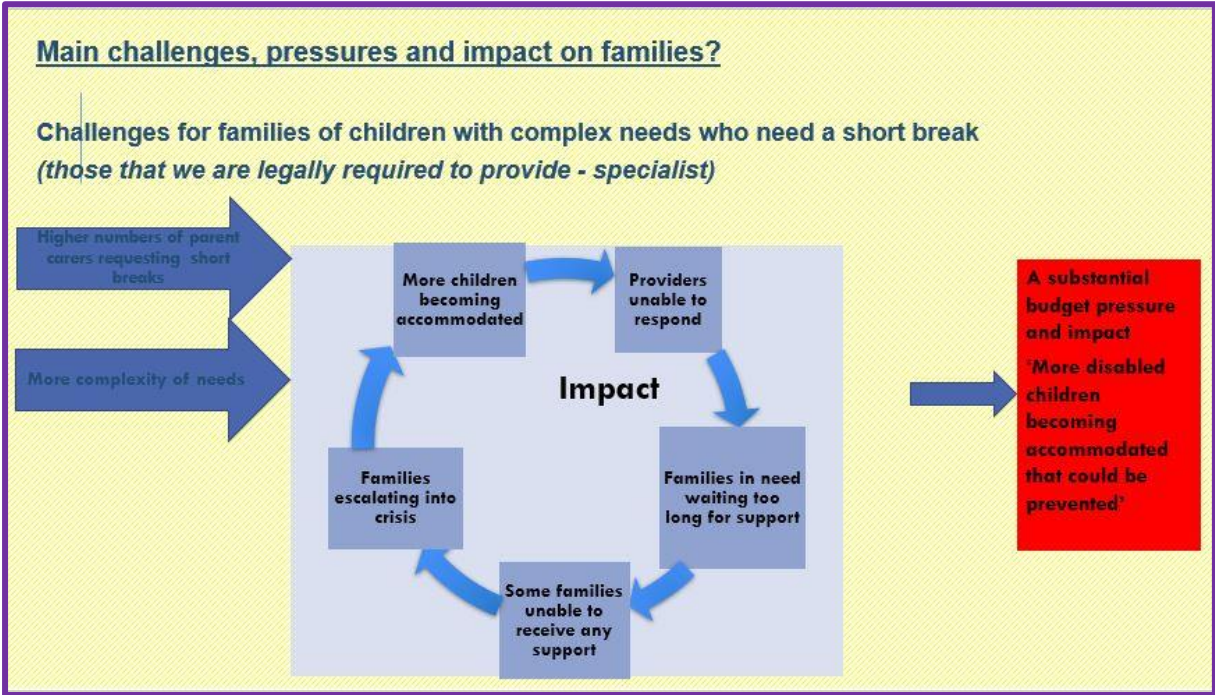 Main challenges, pressures and impact on families?
Challenges for families of children with complex needs who need a short break
(those that we are legally required to provide - specialist)
Higher numbers of parent
carers requesting short
breaks
More complexity of needs
More children
becoming
accommodated
Providers
unable to
respond
Impact
Families in need
waiting too
long for support
Some families
unable to
receive any
support
Families
escalating into
crisis
A substantial
budget pressure
and impact
‘More disabled
children
becoming
accommodated
that could be
prevented’